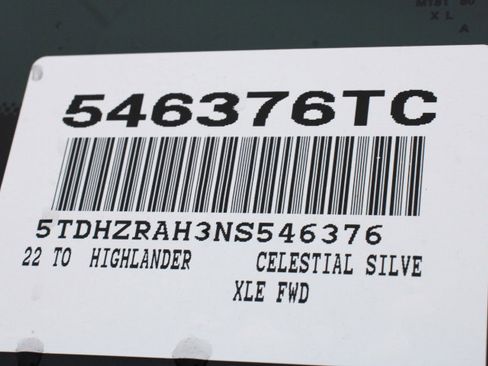 X L
A
546376TC
5TDHZRAH3NS546376
22 TO HIGHLANDER CELESTIAL SILVE
XLE FWD